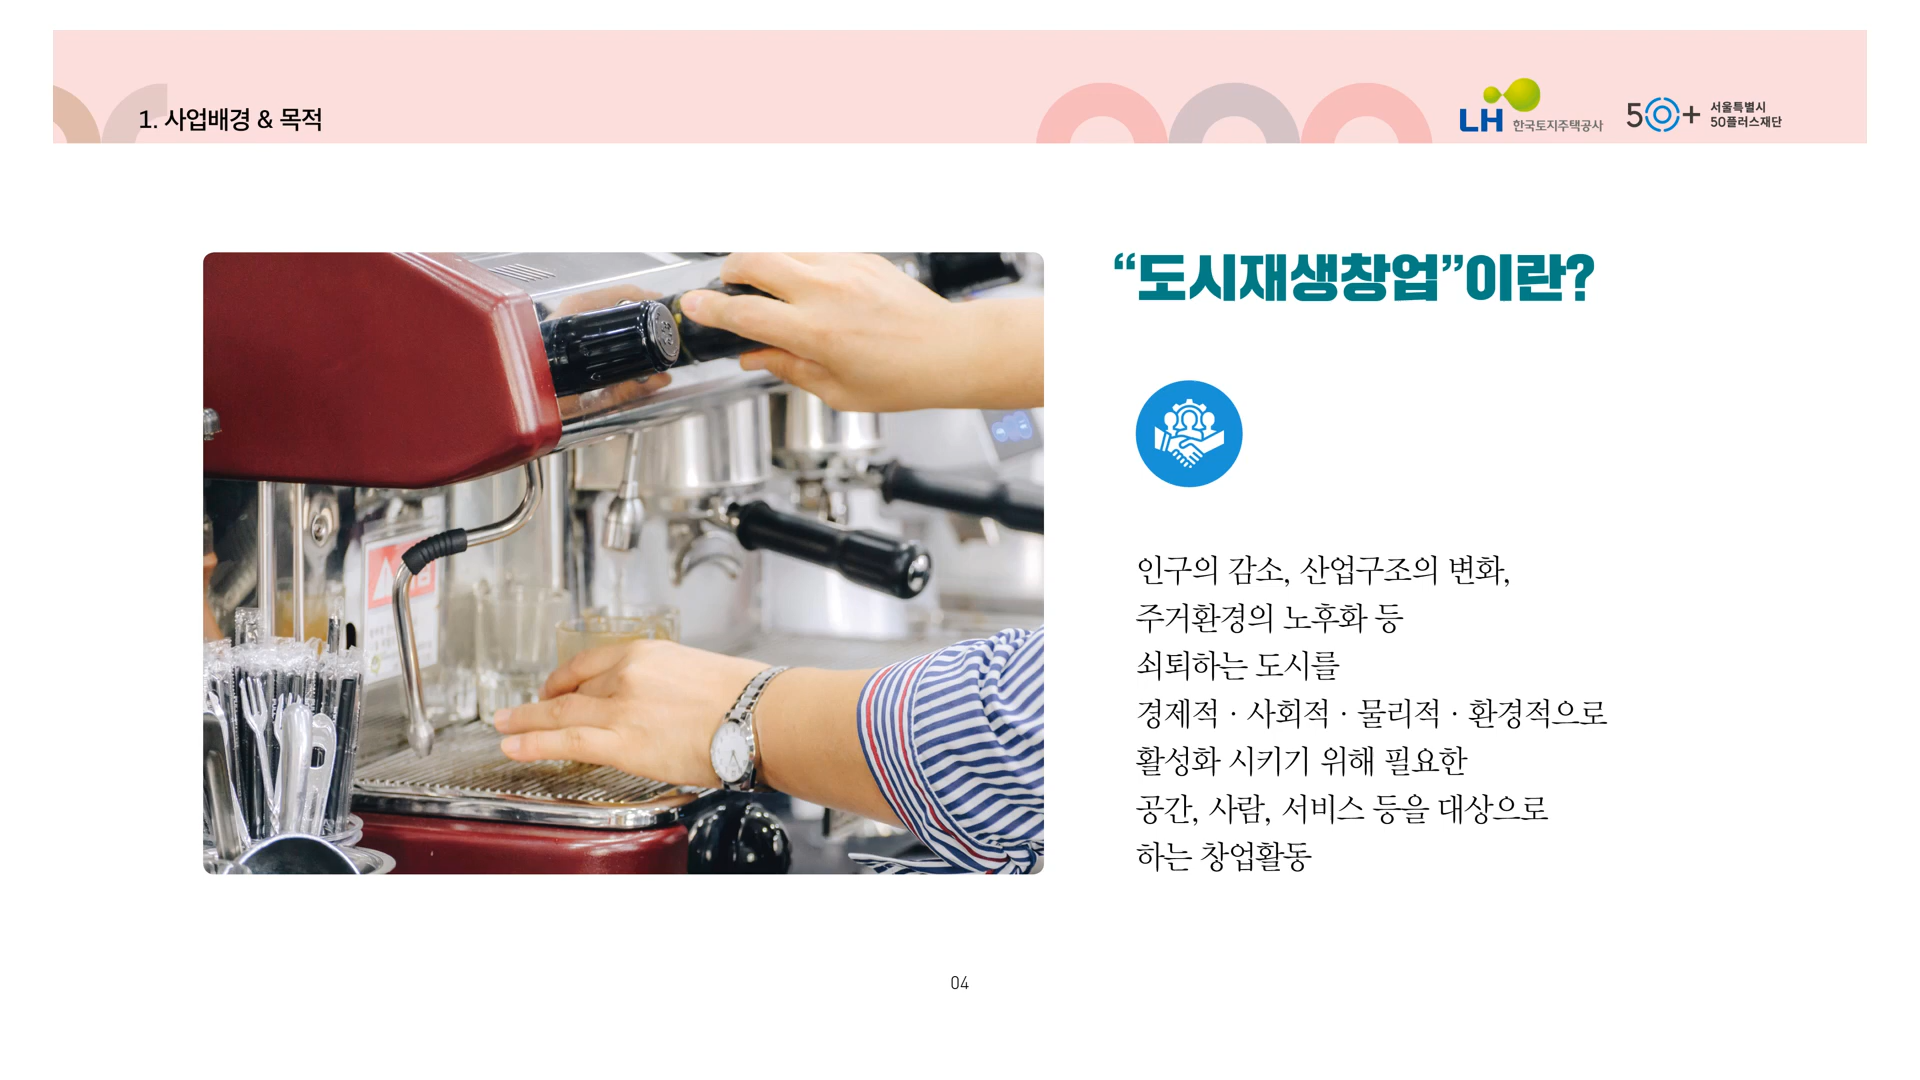 1. 사업배경 & 목적
LH 한국토지주택공사
50+ 서울특별시
50플러스재단
“도시재생창업”이란?
인구의 감소, 산업구조의 변화,
주거환경의 노후화 등
쇠퇴하는 도시를
경제적 · 사회적 · 물리적 · 환경적으로
활성화 시키기 위해 필요한
공간, 사람, 서비스 등을 대상으로
하는 창업활동
04